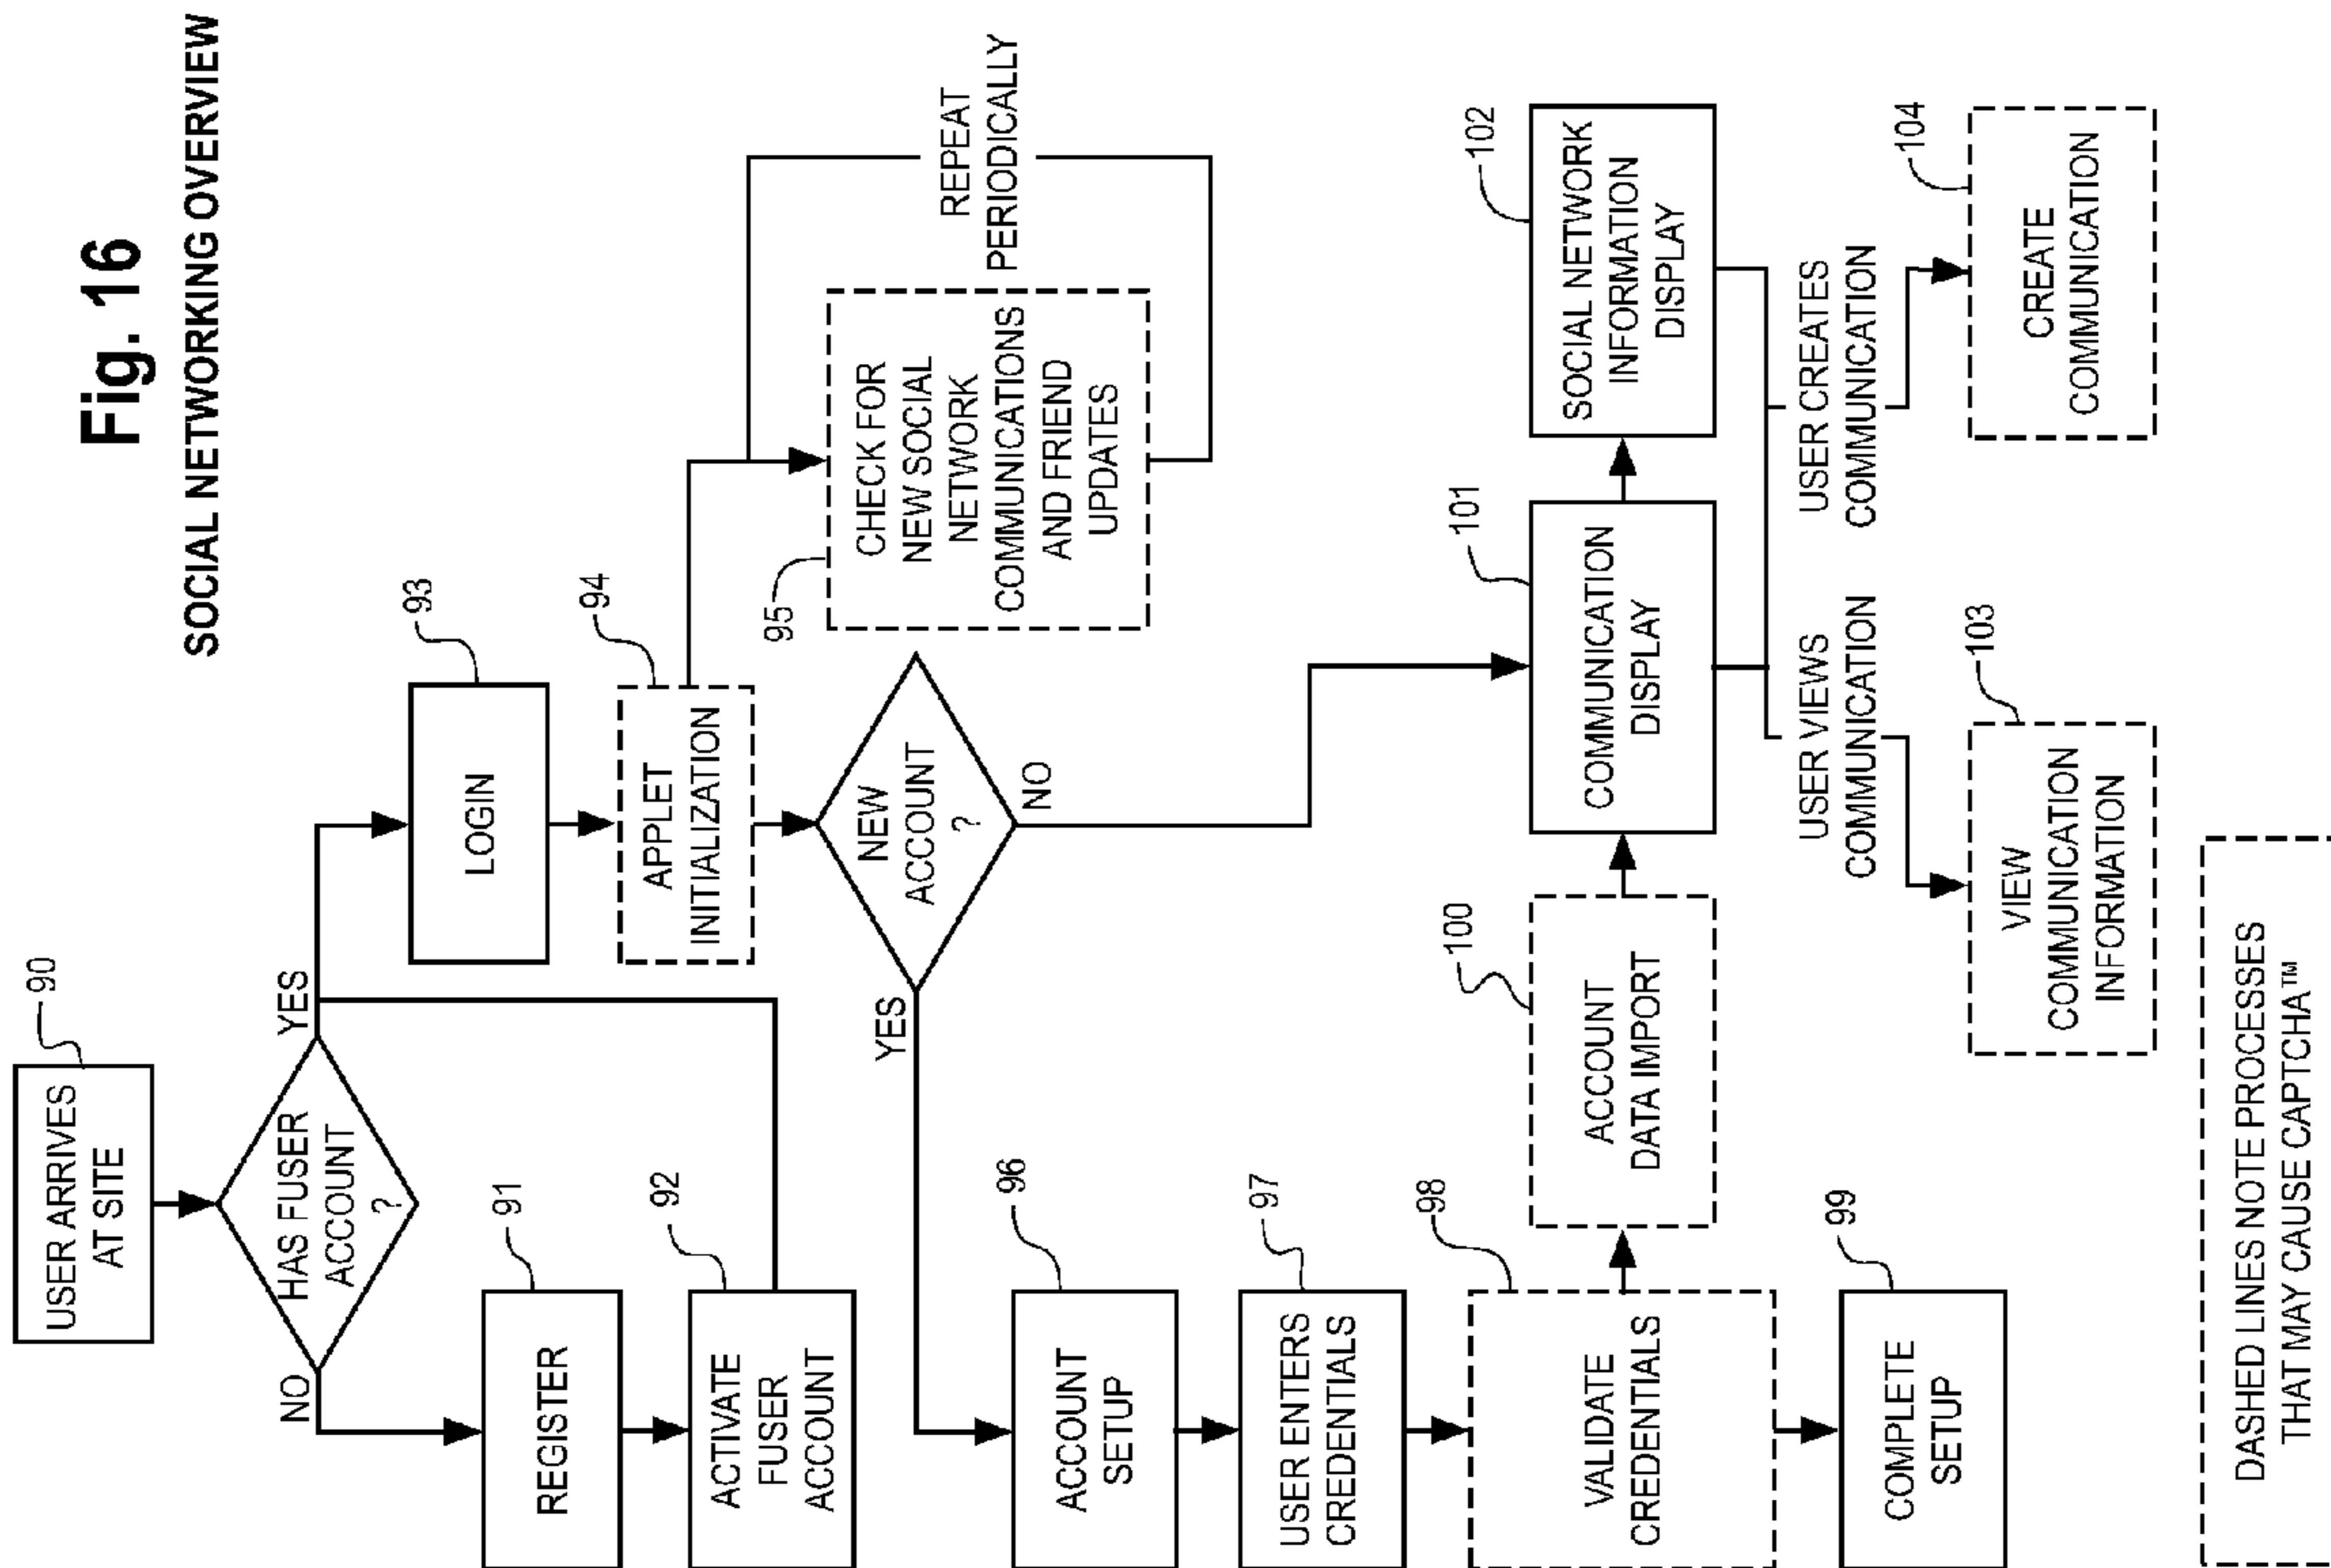 Fig. 16
SOCIAL NETWORKING OVERVIEW
USER ARRIVES
AT SITE
90
HAS FUSER
ACCOUNT
?
NO
YES
REGISTER
91
ACTIVATE
FUSER
ACCOUNT
92
LOGIN
93
APPLET
INITIALIZATION
94
CHECK FOR
NEW SOCIAL
NETWORK
COMMUNICATIONS
AND FRIEND
UPDATES
95
REPEAT
PERIODICALLY
NEW
ACCOUNT
?
YES
NO
ACCOUNT
SETUP
96
USER ENTERS
CREDENTIALS
97
VALIDATE
CREDENTIALS
98
COMPLETE
SETUP
99
ACCOUNT
DATA IMPORT
100
COMMUNICATION
DISPLAY
101
SOCIAL NETWORK
INFORMATION
DISPLAY
102
USER VIEWS
COMMUNICATION
USER CREATES
COMMUNICATION
VIEW
COMMUNICATION
INFORMATION
103
CREATE
COMMUNICATION
104
DASHED LINES NOTE PROCESSES
THAT MAY CAUSE CAPTCHA™